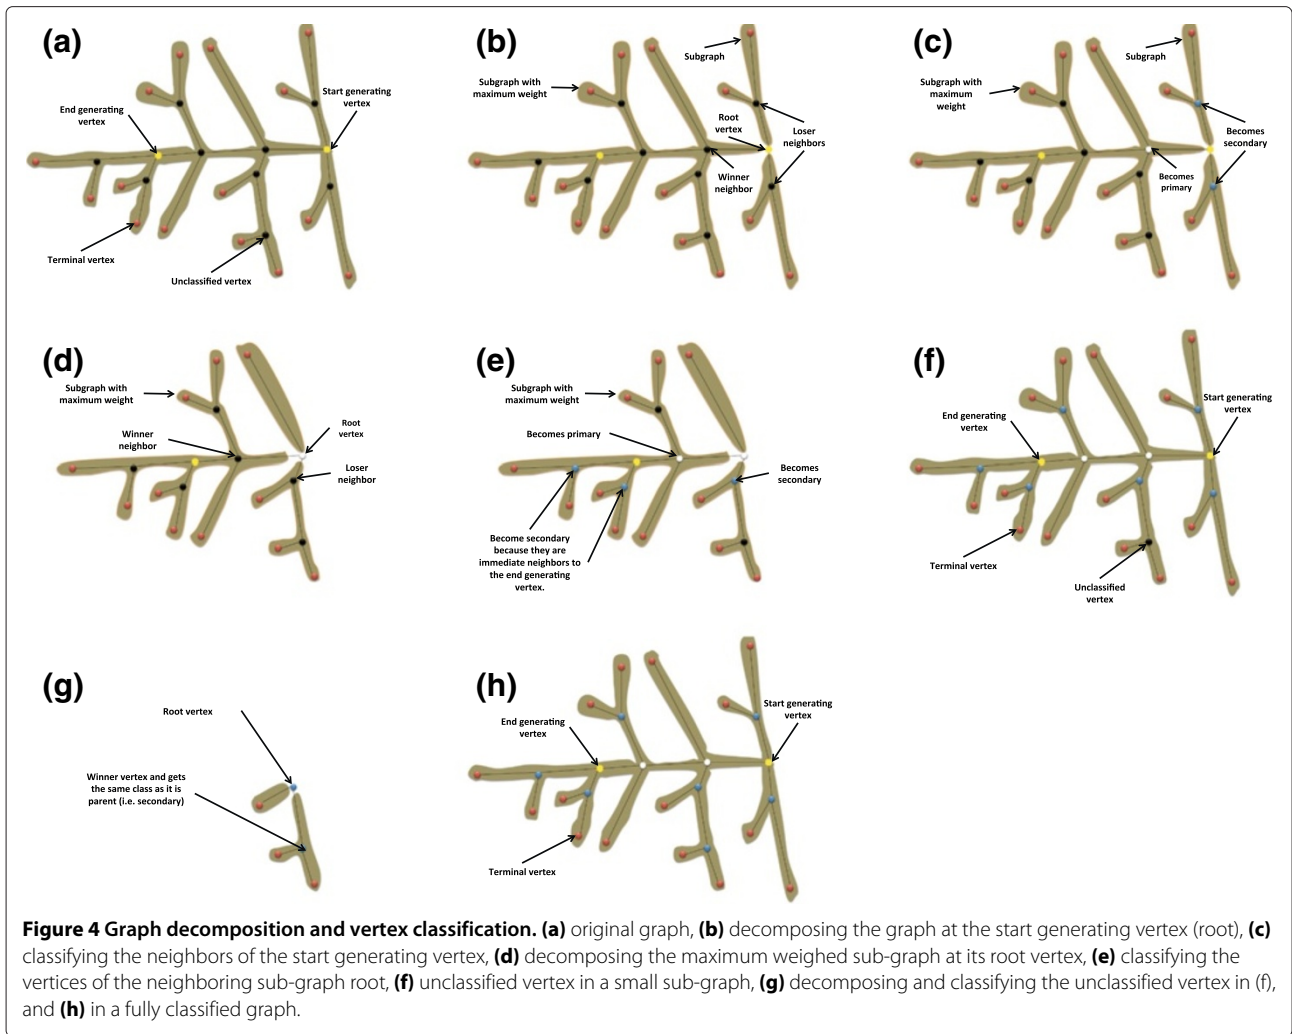 (a)
End generating
vertex
Start generating
vertex
Terminal vertex
Unclassified vertex
(b)
Subgraph
Subgraph with
maximum weight
Root
vertex
Loser
neighbors
Winner
neighbor
(c)
Subgraph
Subgraph with
maximum
weight
Becomes
secondary
Becomes
primary
(d)
Subgraph with
maximum weight
Winner
neighbor
Root
vertex
Loser
neighbor
(e)
Subgraph with
maximum weight
Becomes primary
Becomes
secondary
Become secondary
because they are
immediate neighbors to
the end generating
vertex.
(f)
Start generating
vertex
End generating
vertex
Terminal vertex
Unclassified
vertex
(g)
Root vertex
Winner vertex and gets
the same class as it is
parent (i.e. secondary)
(h)
Start generating
vertex
End generating
vertex
Terminal vertex
Figure 4 Graph decomposition and vertex classification. (a) original graph, (b) decomposing the graph at the start generating vertex (root), (c)
classifying the neighbors of the start generating vertex, (d) decomposing the maximum weighed sub-graph at its root vertex, (e) classifying the
vertices of the neighboring sub-graph root, (f) unclassified vertex in a small sub-graph, (g) decomposing and classifying the unclassified vertex in (f),
and (h) in a fully classified graph.